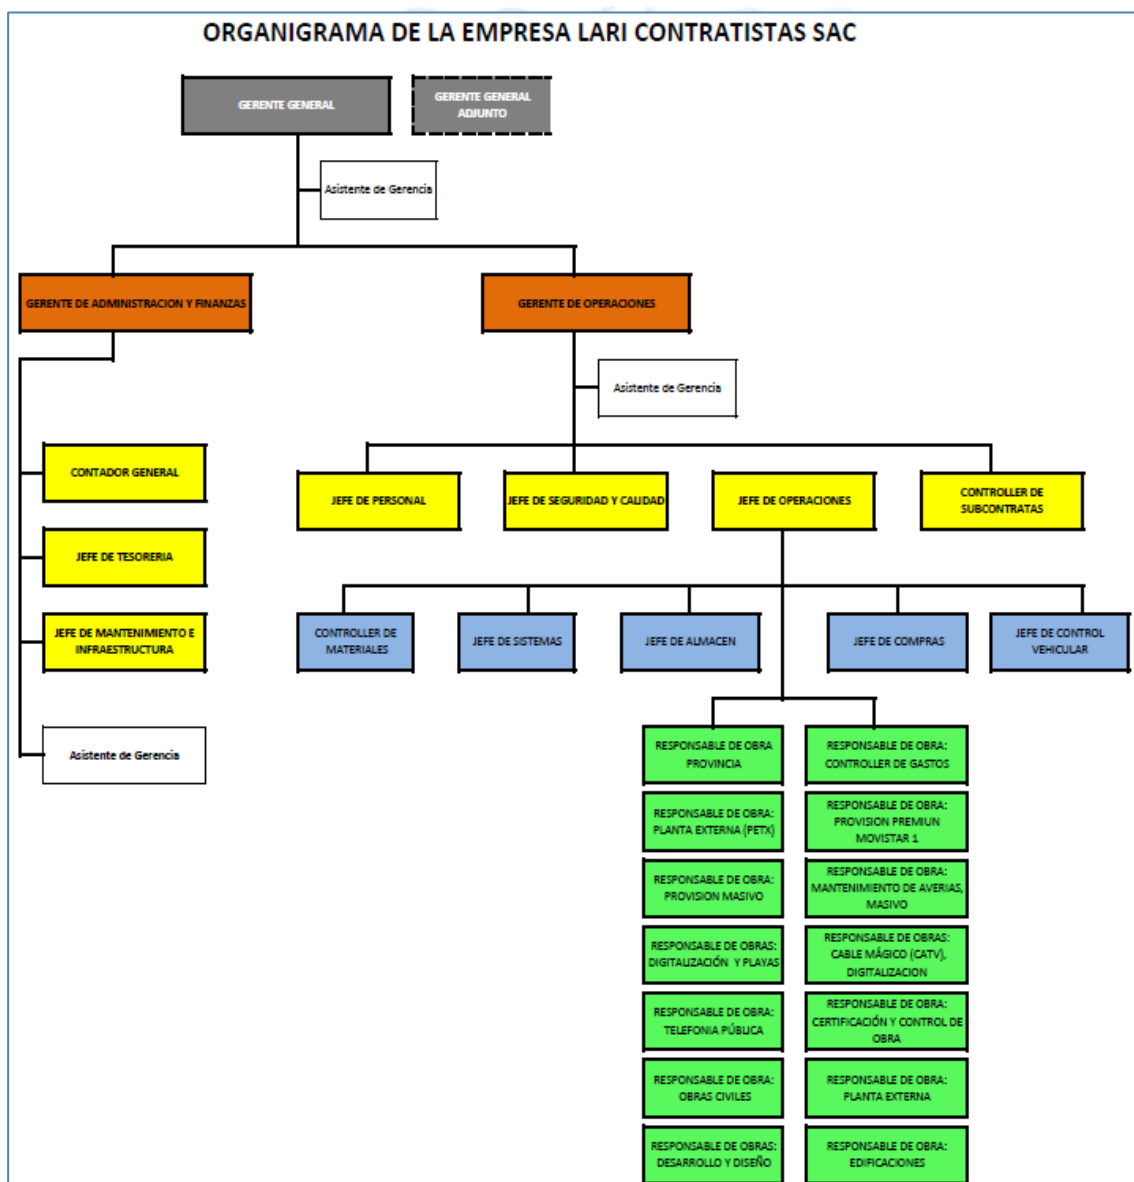 ORGANIGRAMA DE LA EMPRESA LARI CONTRATISTAS SAC
GERENTE GENERAL
GERENTE GENERAL
ADJUNTO
Asistente de Gerencia
GERENTE DE ADMINISTRACION Y FINANZAS
GERENTE DE OPERACIONES
Asistente de Gerencia
CONTADOR GENERAL
JEFE DE TESORERIA
JEFE DE MANTENIMIENTO E
INFRAESTRUCTURA
Asistente de Gerencia
JEFE DE PERSONAL
JEFE DE SEGURIDAD Y CALIDAD
JEFE DE OPERACIONES
CONTROLLER DE
SUBCONTRATAS
CONTROLLER DE
MATERIALES
JEFE DE SISTEMAS
JEFE DE ALMACEN
JEFE DE COMPRAS
JEFE DE CONTROL
VEHICULAR
RESPONSABLE DE OBRA
PROVINCIA
RESPONSABLE DE OBRA:
CONTROLLER DE GASTOS
RESPONSABLE DE OBRA:
PLANTA EXTERNA (PETX)
RESPONSABLE DE OBRA:
PROVISION PREMIUN
MOVISTAR 1
RESPONSABLE DE OBRA:
PROVISION MASIVO
RESPONSABLE DE OBRA:
MANTENIMIENTO DE AVERIAS,
MASIVO
RESPONSABLE DE OBRAS:
DIGITALIZACIÓN Y PLAYAS
RESPONSABLE DE OBRAS:
CABLE MÁGICO (CATV),
DIGITALIZACION
RESPONSABLE DE OBRA:
TELEFONIA PÚBLICA
RESPONSABLE DE OBRA:
CERTIFICACIÓN Y CONTROL DE
OBRA
RESPONSABLE DE OBRA:
OBRAS CIVILES
RESPONSABLE DE OBRA:
PLANTA EXTERNA
RESPONSABLE DE OBRAS:
DESARROLLO Y DISEÑO
RESPONSABLE DE OBRA:
EDIFICACIONES